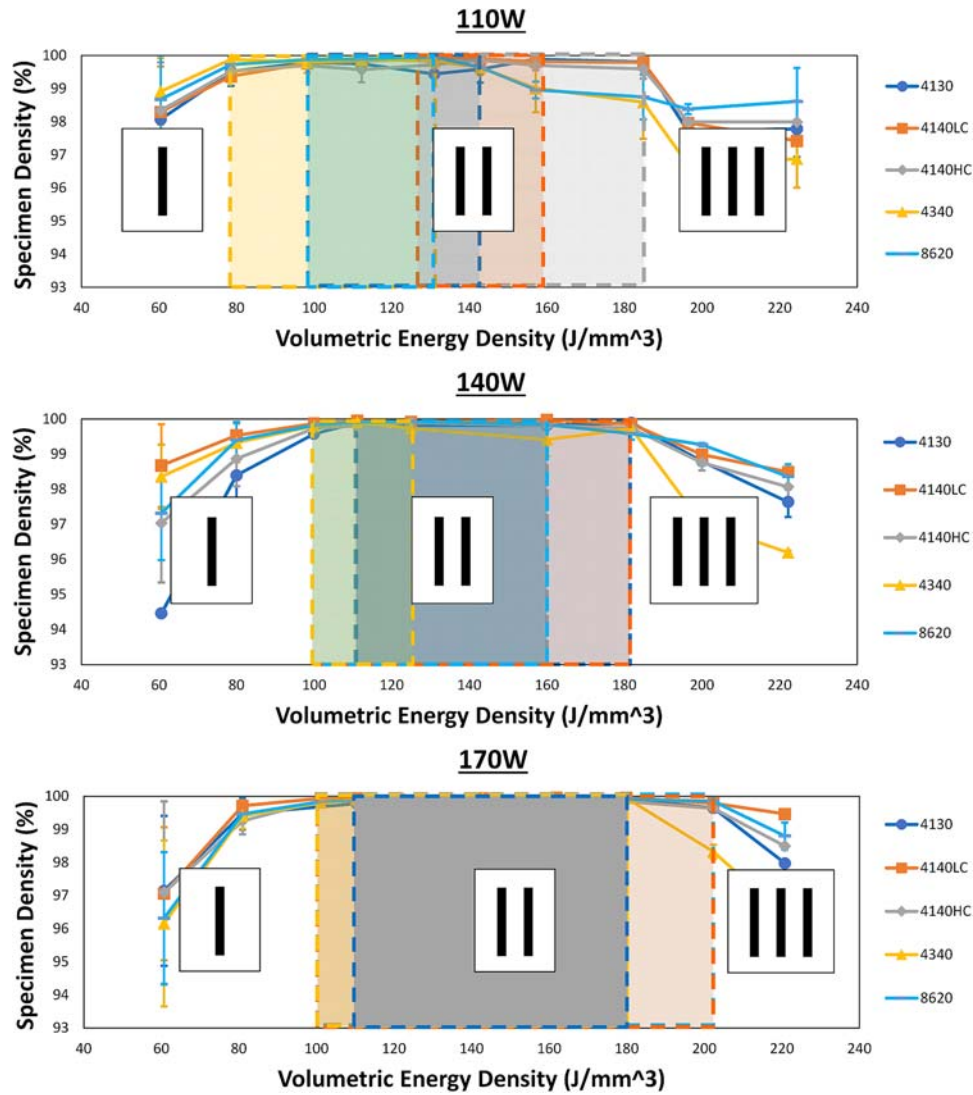 110W
Specimen Density (%)
100
99
98
97
96
95
94
93
I
II
III
40 60 80 100 120 140 160 180 200 220 240
Volumetric Energy Density (J/mm^3)
4130
4140LC
4140HC
4340
8620
140W
Specimen Density (%)
100
99
98
97
96
95
94
93
I
II
III
40 60 80 100 120 140 160 180 200 220 240
Volumetric Energy Density (J/mm^3)
4130
4140LC
4140HC
4340
8620
170W
Specimen Density (%)
100
99
98
97
96
95
94
93
I
II
III
40 60 80 100 120 140 160 180 200 220 240
Volumetric Energy Density (J/mm^3)
4130
4140LC
4140HC
4340
8620